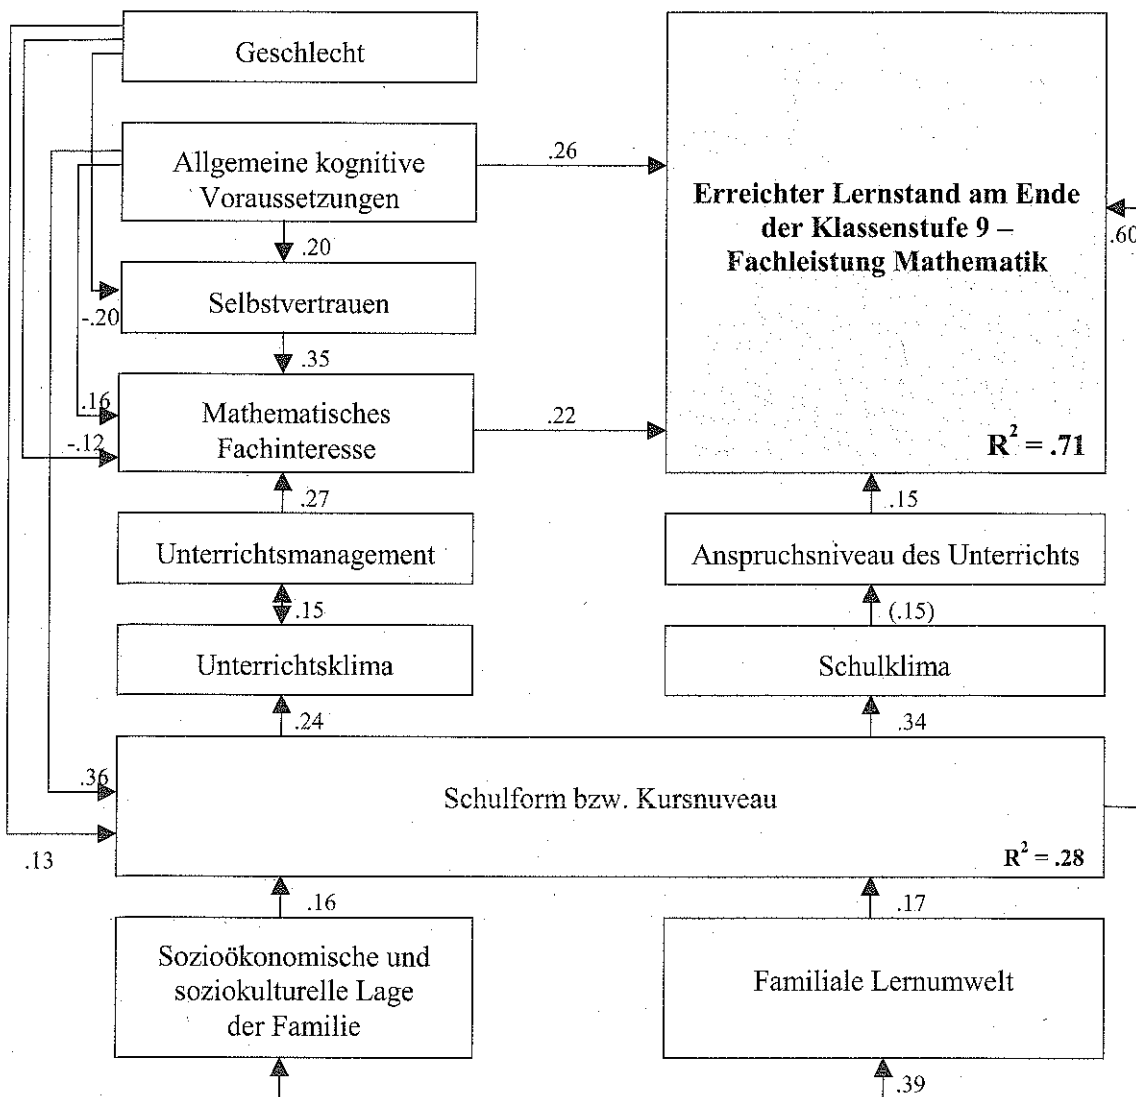 Geschlecht
Allgemeine kognitive
Voraussetzungen
.26
Erreichter Lernstand am Ende
der Klassenstufe 9 –
Fachleistung Mathematik
.60
.20
Selbstvertrauen
-.20
.35
Mathematisches
Fachinteresse
.16
-.12
.22
R² = .71
.27
.15
Unterrichtsmanagement
Anspruchsniveau des Unterrichts
.15
(.15)
Unterrichtsklima
Schulklima
.24
.34
.36
Schulform bzw. Kursnuveau
.13
R² = .28
.16
.17
Sozioökonomische und
soziokulturelle Lage
der Familie
Familiale Lernumwelt
.39